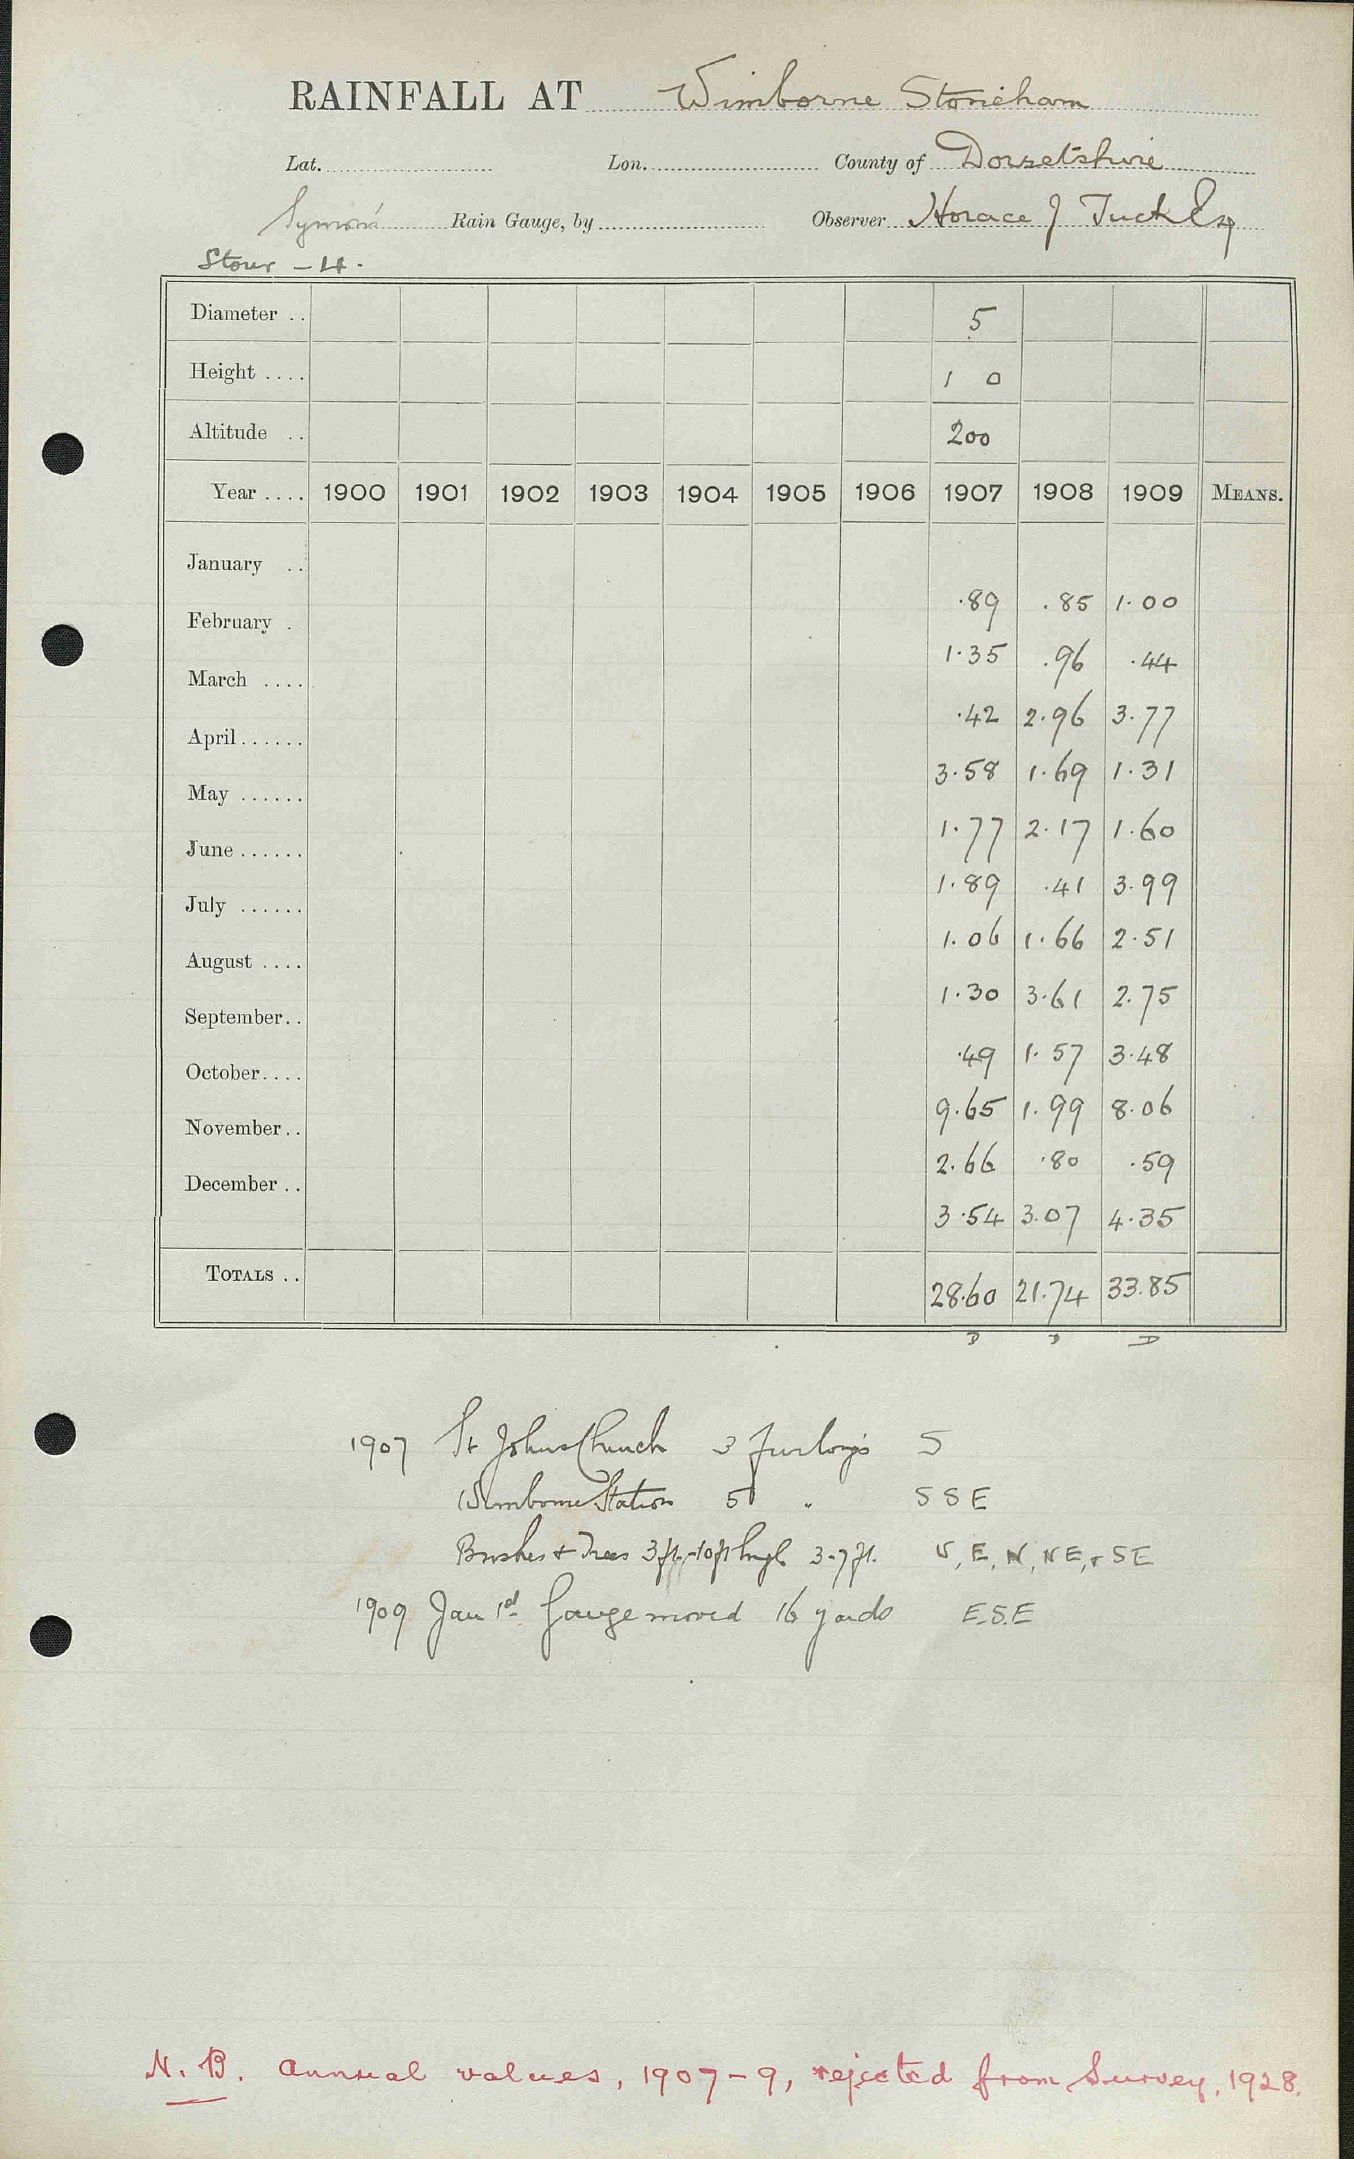 RAINFALL AT Wimborne Stoneham
Lat. Lon. County of Dorsetshire
Symons' Rain Gauge, by Observer Horace J Tuck Esq
Stour - 4.
Diameter .. 5
Height .... 1 0
Altitude .. 200
Year .... 1900 1901 1902 1903 1904 1905 1906 1907 1908 1909 MEANS.
January .. .89 .85 1.00
February . 1.35 .96 .44
March .... .42 2.96 3.77
April...... 3.58 1.69 1.31
May ...... 1.77 2.17 1.60
June ...... 1.89 .41 3.99
July ...... 1.06 1.66 2.51
August .... 1.30 3.61 2.75
September.. .49 1.57 3.48
October.... 9.65 1.99 8.06
November.. 2.66 .80 .59
December .. 3.54 3.07 4.35
TOTALS .. 28.60 21.74 33.85
D D D
1907 St Johns Church 3 furlongs S
Wimborne Station 5 " S S E
Bushes & Trees 3ft-10ft high 3-7 ft. E, N, NE, & SE
1909 Jan 1st Gauge moved 16 yards E.S.E
N.B. Annual values, 1907-9, rejected from Survey, 1928.